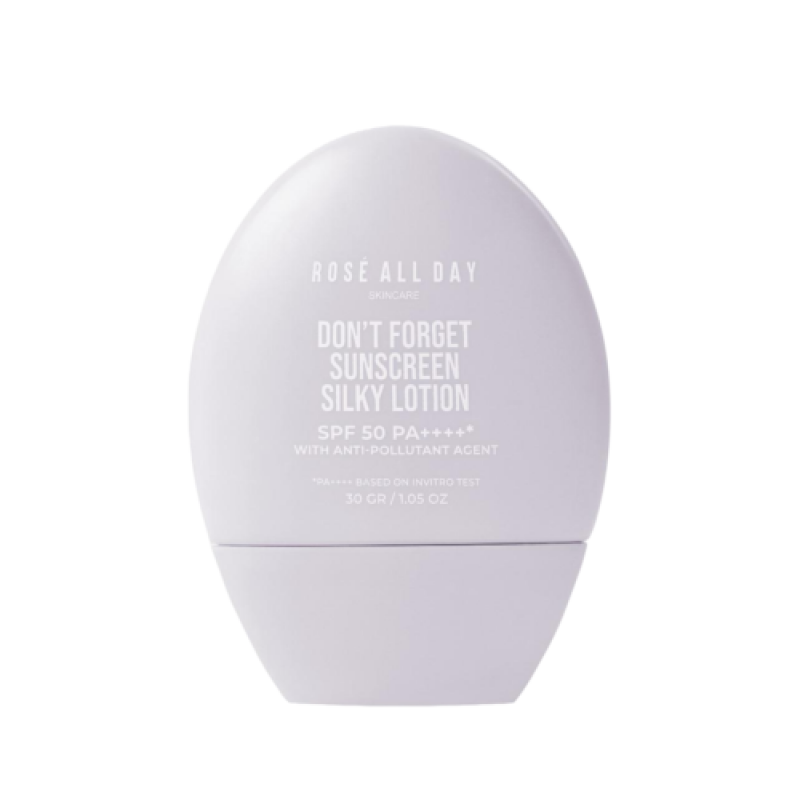 ROSÉ ALL DAY
SKINCARE
DON'T FORGET
SUNSCREEN
SILKY LOTION
SPF 50 PA++++*
WITH ANTI-POLLUTANT AGENT
*PA++++ BASED ON INVITRO TEST
30 GR / 1.05 OZ